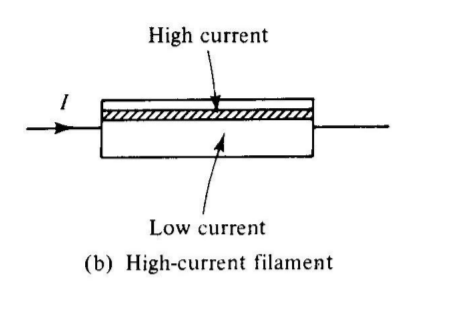 High current
I
Low current
(b) High-current filament